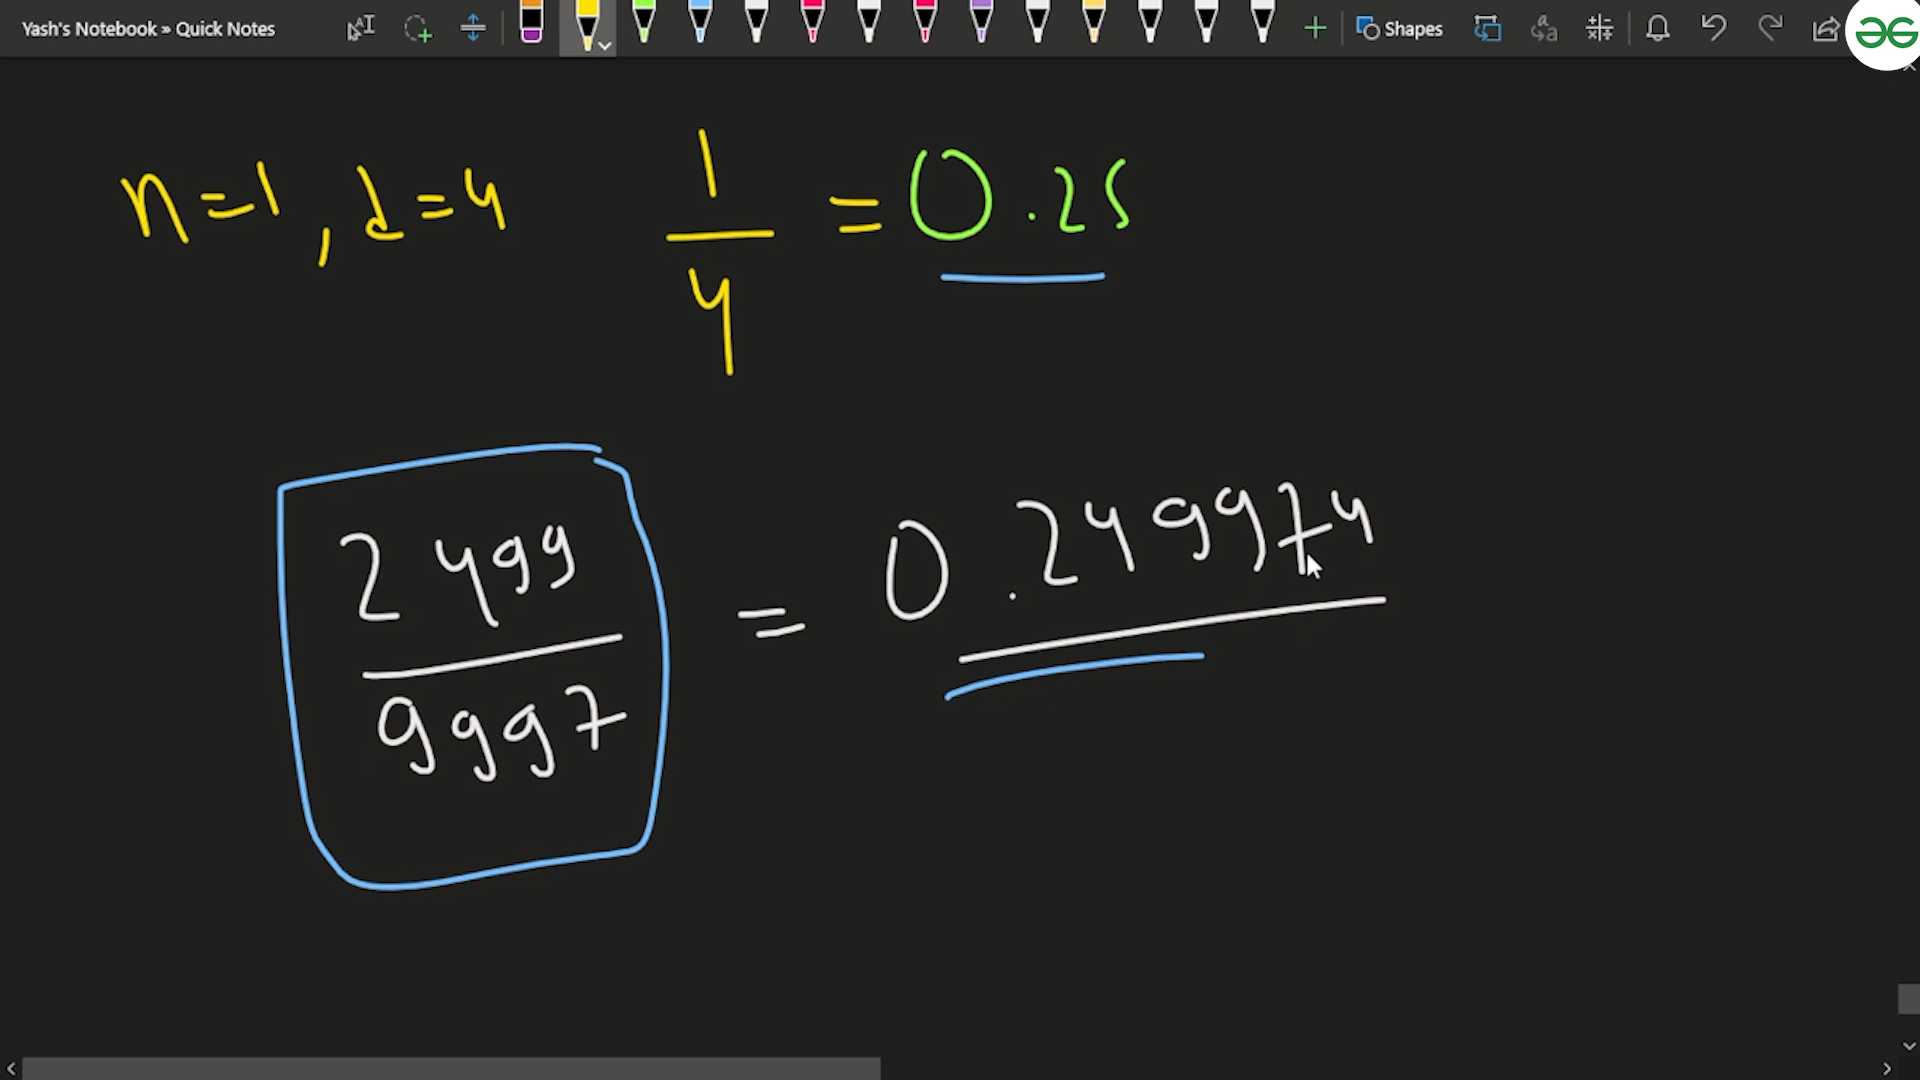 Yash's Notebook » Quick Notes
Shapes
n=1, d=4 1/4 = 0.25
2499/9997 = 0.249974